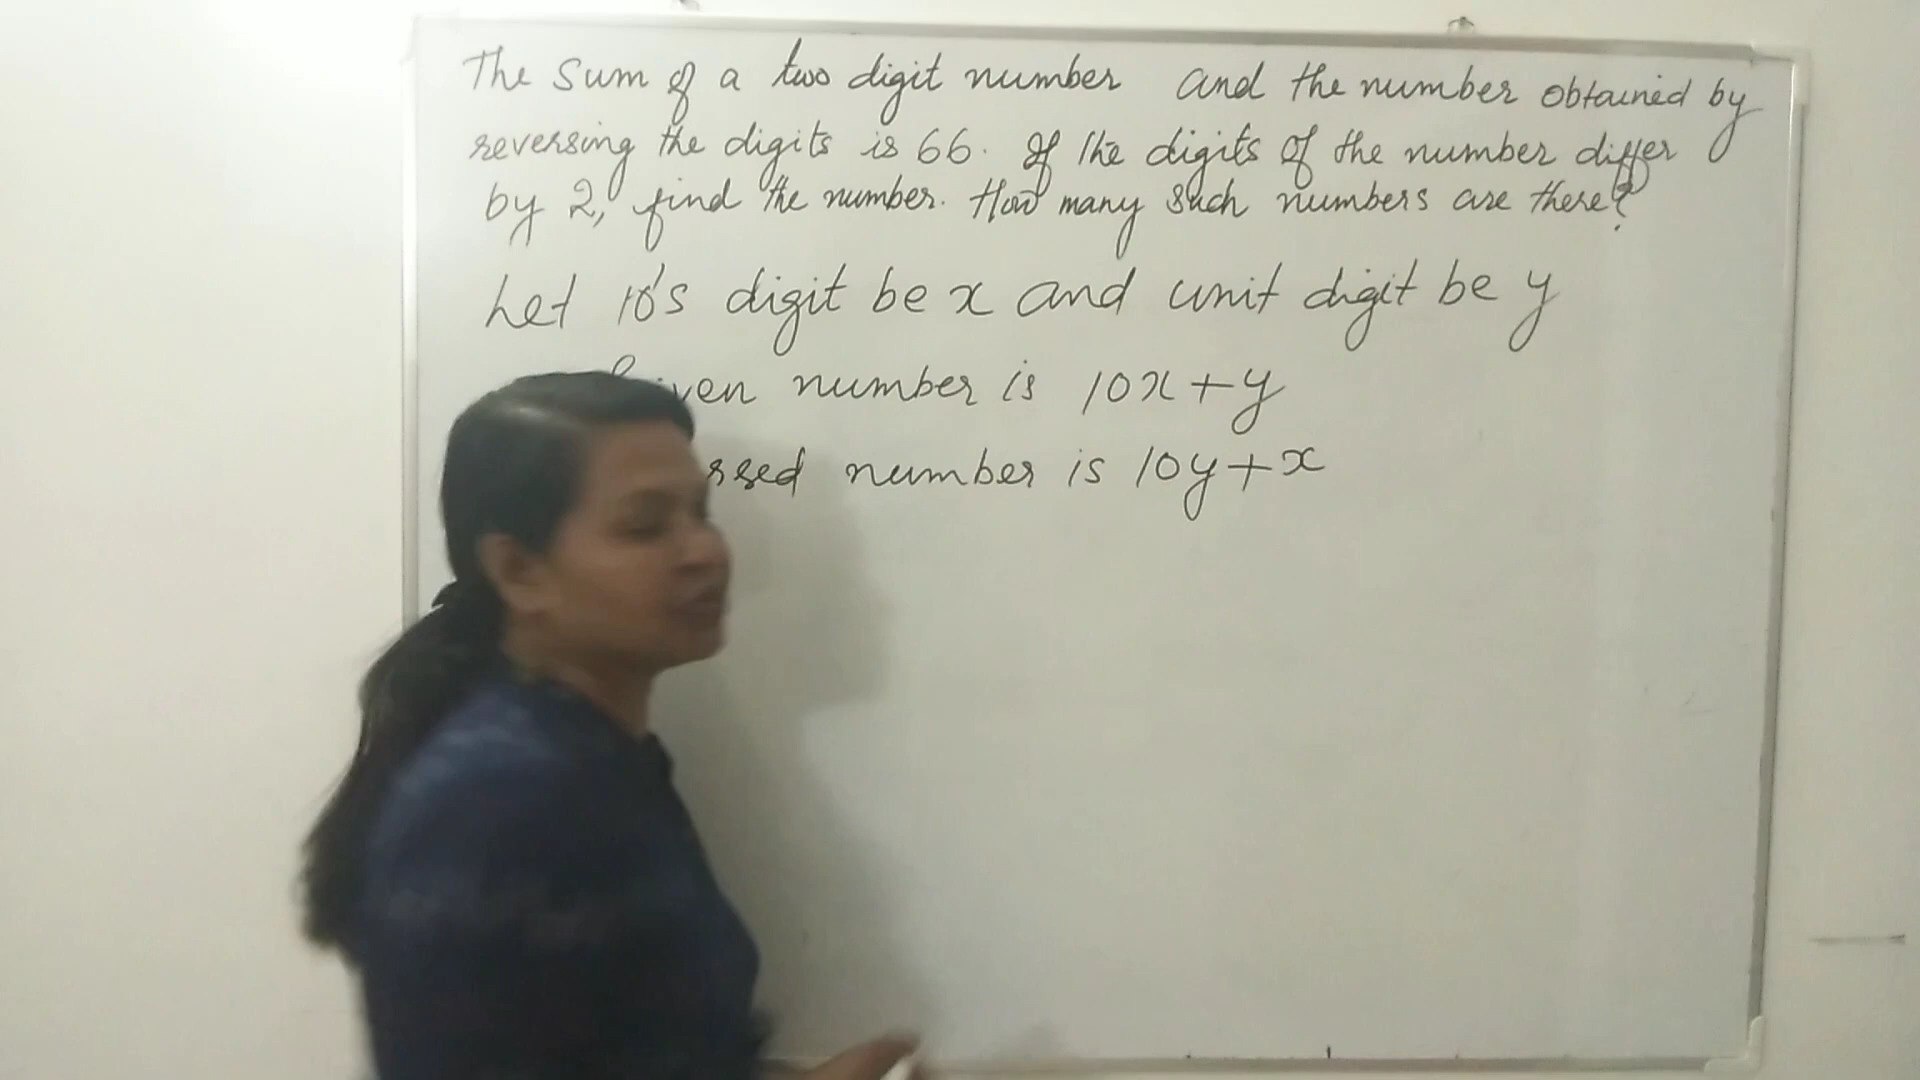 The sum of a two digit number and the number obtained by
reversing the digits is 66. If the digits of the number differ
by 2, find the number. How many such numbers are there?
Let 10's digit be x and unit digit be y
number is 10x+y
number is 10y+x